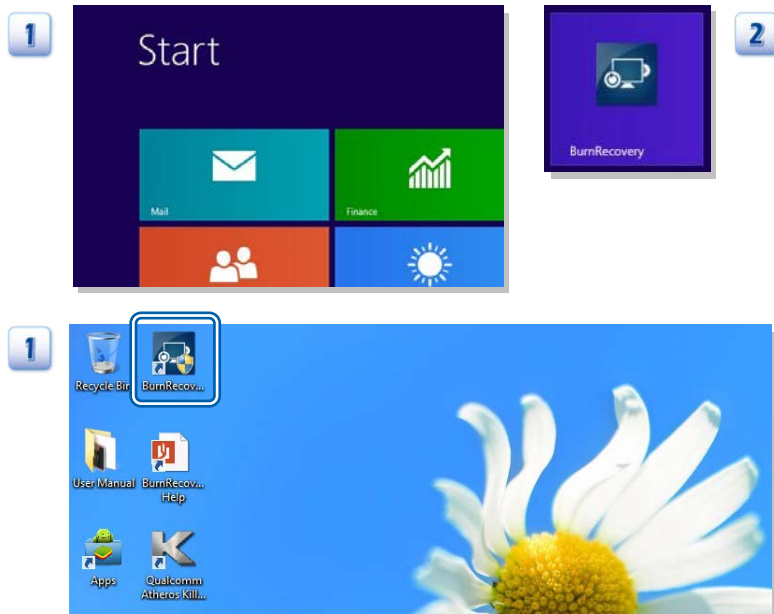 1
Start
Mail
Finance
BurnRecovery
2
1
Recycle Bin
BurnRecov...
User Manual
BurnRecov...
Help
Apps
Qualcomm
Atheros Kill...